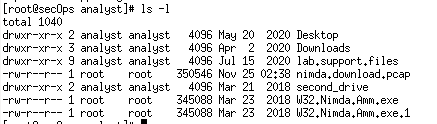 [root@secOps analyst]# ls -l
total 1040
drwxr-xr-x 2 analyst analyst   4096 May 20  2020 Desktop
drwxr-xr-x 3 analyst analyst   4096 Apr  2  2020 Downloads
drwxr-xr-x 9 analyst analyst   4096 Jul 15  2020 lab.support.files
-rw-r--r-- 1 root    root    350546 Nov 25 02:38 nimda.download.pcap
drwxr-xr-x 2 analyst analyst   4096 Mar 21  2018 second_drive
-rw-r--r-- 1 root    root    345088 Mar 23  2018 W32.Nimda.Amm.exe
-rw-r--r-- 1 root    root    345088 Mar 23  2018 W32.Nimda.Amm.exe.1
[root@secOps analyst]#